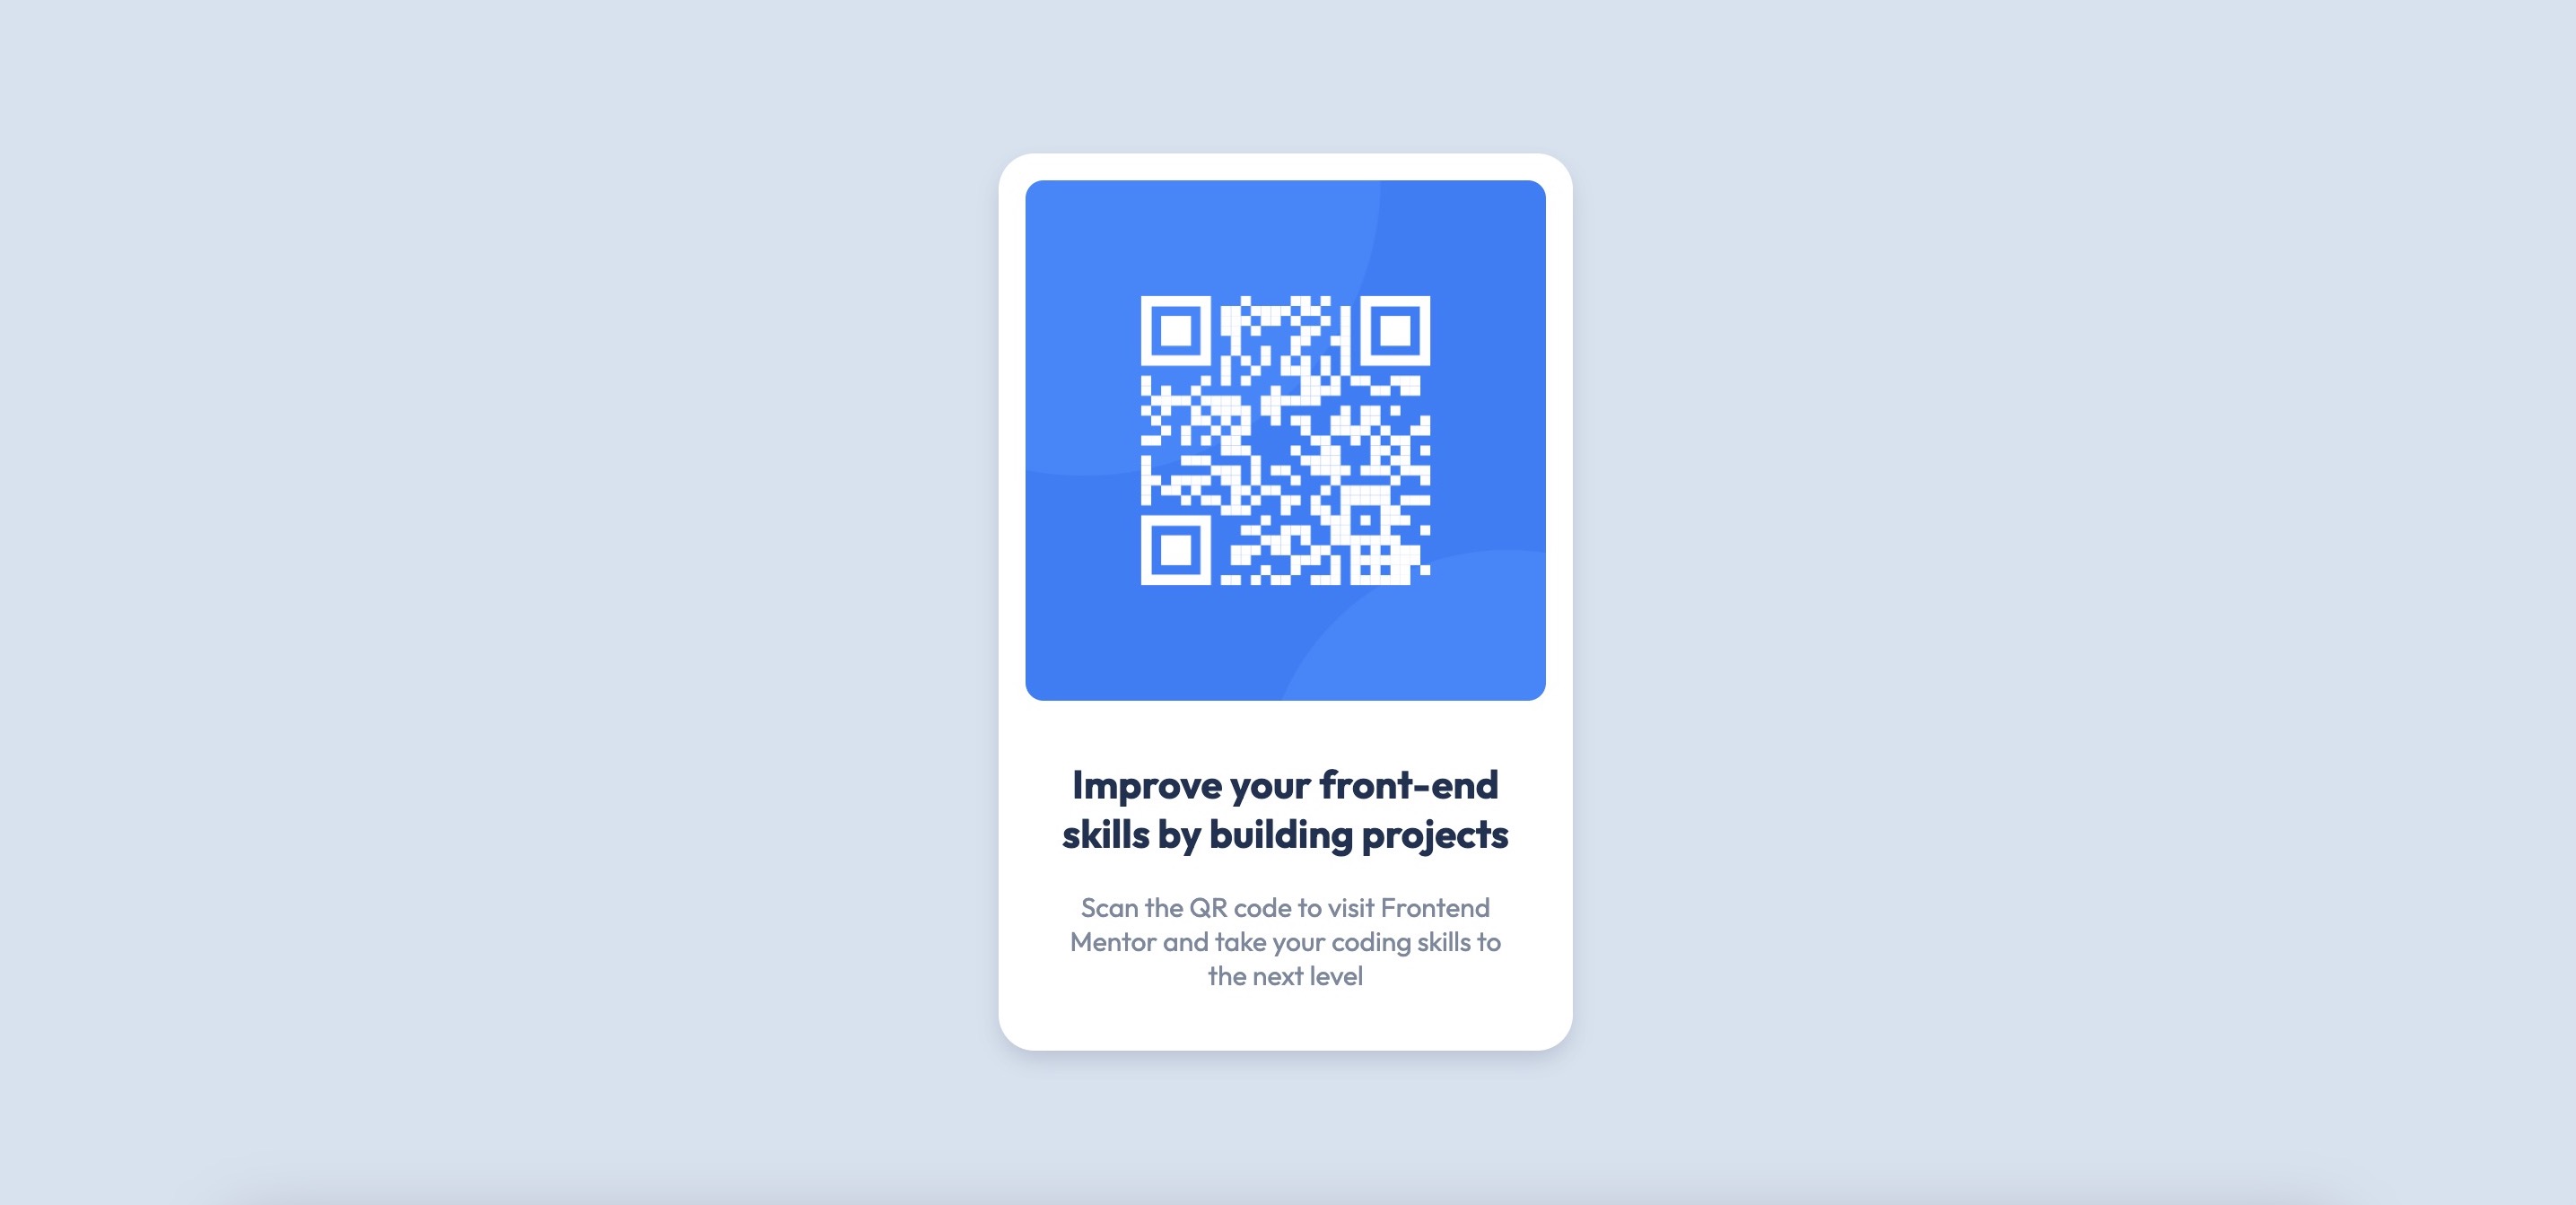 Improve your front-end
skills by building projects
Scan the QR code to visit Frontend
Mentor and take your coding skills to
the next level